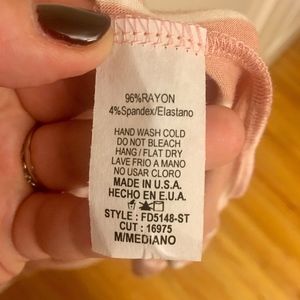 96%RAYON
4%Spandex/Elastano
HAND WASH COLD
DO NOT BLEACH
HANG / FLAT DRY
LAVE FRIO A MANO
NO USAR CLORO
MADE IN U.S.A.
HECHO EN E.U.A.
STYLE : FD5148-ST
CUT : 16975
M/MEDIANO